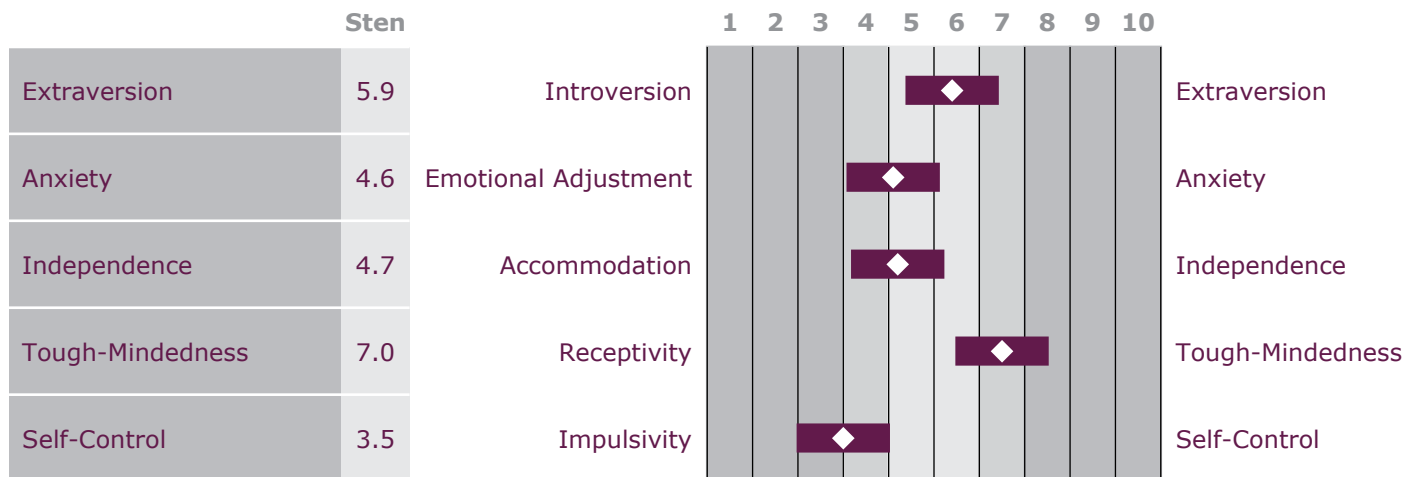 Sten 1 2 3 4 5 6 7 8 9 10
Extraversion 5.9 Introversion Extraversion
Anxiety 4.6 Emotional Adjustment Anxiety
Independence 4.7 Accommodation Independence
Tough-Mindedness 7.0 Receptivity Tough-Mindedness
Self-Control 3.5 Impulsivity Self-Control